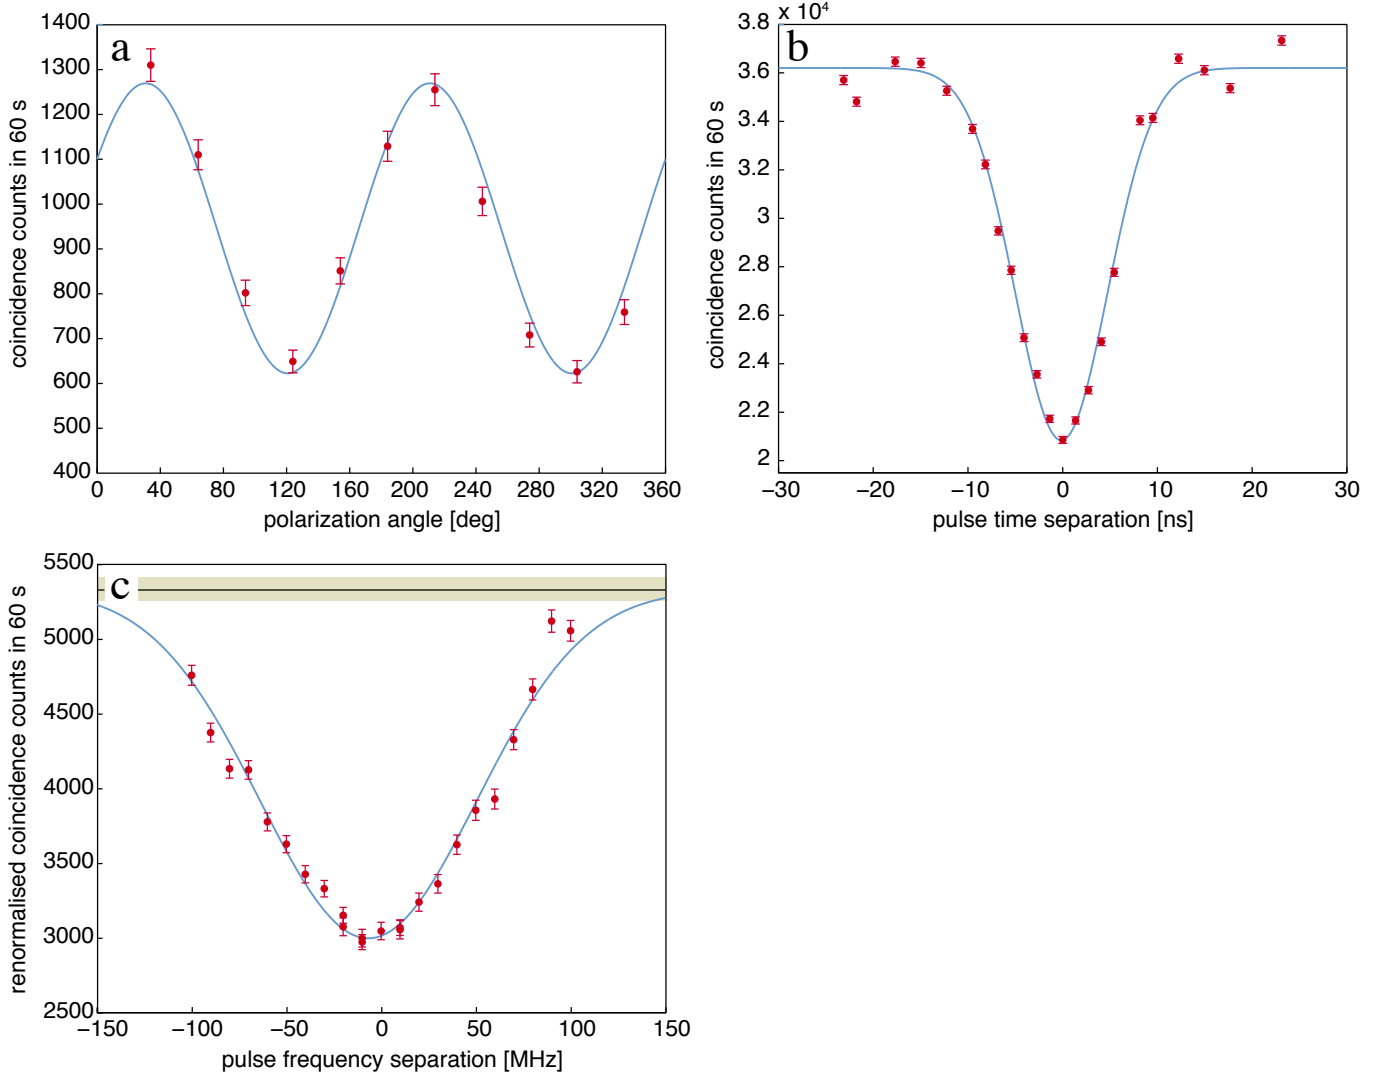 a
1400
1300
1200
1100
1000
900
800
700
600
500
400
0 40 80 120 160 200 240 280 320 360
polarization angle [deg]
coincidence counts in 60 s
x 10⁴
b
3.8
3.6
3.4
3.2
3
2.8
2.6
2.4
2.2
2
−30 −20 −10 0 10 20 30
pulse time separation [ns]
coincidence counts in 60 s
c
5500
5000
4500
4000
3500
3000
2500
−150 −100 −50 0 50 100 150
pulse frequency separation [MHz]
renormalised coincidence counts in 60 s